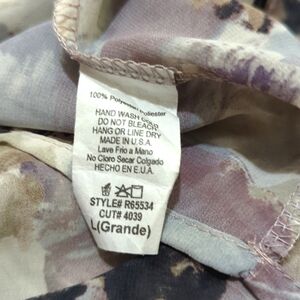 100% Polyester
HAND WASH
DO NOT BLEACH
HANG OR LINE DRY
MADE IN U.S.A.
Lave Frio a Mano
No Cloro Secar Colgado
HECHO EN E.U.A.
STYLE# R65534
CUT# 4039
L(Grande)